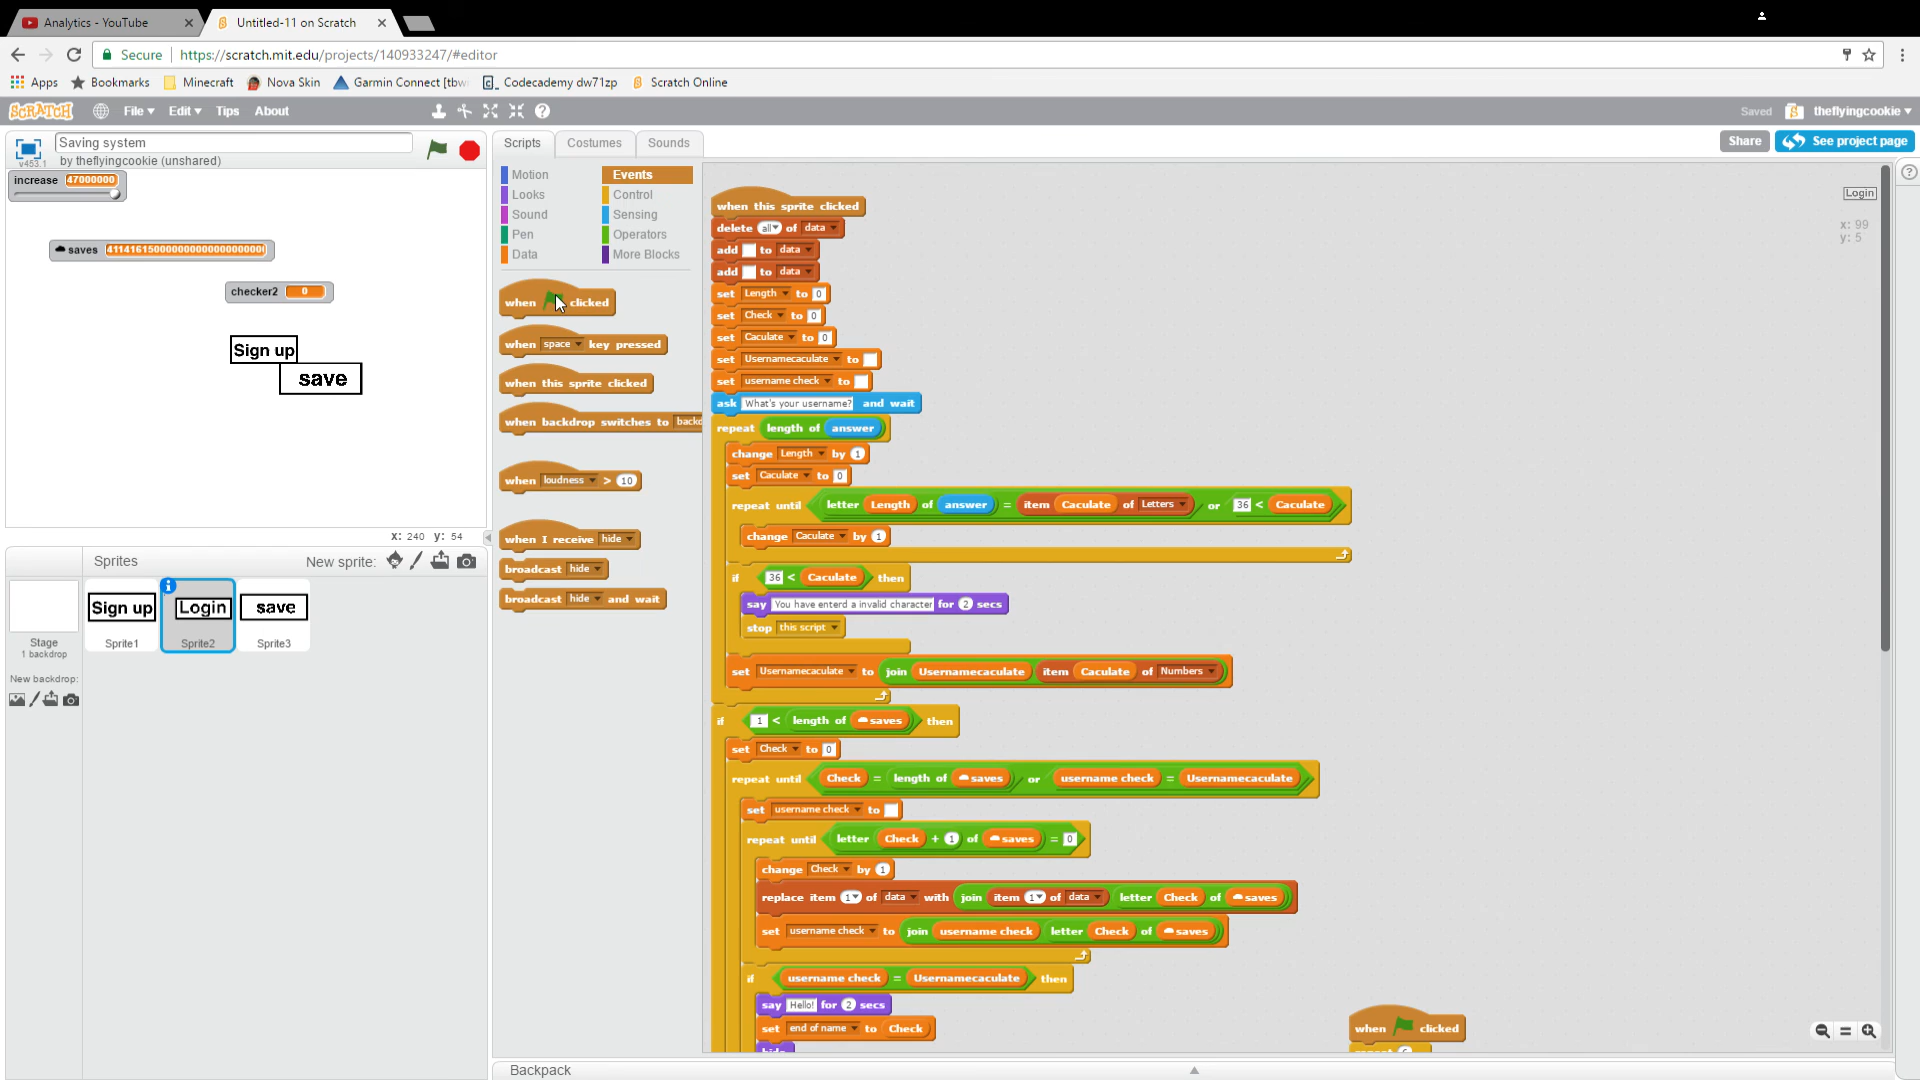 Analytics - YouTube
Untitled-11 on Scratch
Secure https://scratch.mit.edu/projects/140933247/#editor
Apps Bookmarks Minecraft Nova Skin Garmin Connect [tbw Codecademy dw71zp Scratch Online
SCRATCH File Edit Tips About Saved theflyingcookie
Saving system
by theflyingcookie (unshared)
v453.1
Scripts Costumes Sounds Share See project page
increase 47000000
saves
checker2 0
Sign up
save
x: 240 y: 54
Sprites New sprite:
Stage
1 backdrop
New backdrop:
Sign up
Sprite1
Login
Sprite2
save
Sprite3
Motion
Looks
Sound
Pen
Data
Events
Control
Sensing
Operators
More Blocks
when clicked
when space key pressed
when this sprite clicked
when backdrop switches to backd
when loudness > 10
when I receive hide
broadcast hide
broadcast hide and wait
Login
x: 99
y: 5
when this sprite clicked
delete all of data
add to data
add to data
set Length to 0
set Check to 0
set Caculate to 0
set Usernamecaculate to
set username check to
ask What's your username? and wait
repeat length of answer
change Length by 1
set Caculate to 0
repeat until letter Length of answer = item Caculate of Letters or 36 < Caculate
change Caculate by 1
if 36 < Caculate then
say You have enterd a invalid character for 2 secs
stop this script
set Usernamecaculate to join Usernamecaculate item Caculate of Numbers
if 1 < length of saves then
set Check to 0
repeat until Check = length of saves or username check = Usernamecaculate
set username check to
repeat until letter Check + 1 of saves = 0
change Check by 1
replace item 1 of data with join item 1 of data letter Check of saves
set username check to join username check letter Check of saves
if username check = Usernamecaculate then
say Hello! for 2 secs
set end of name to Check
hide
when clicked
Backpack